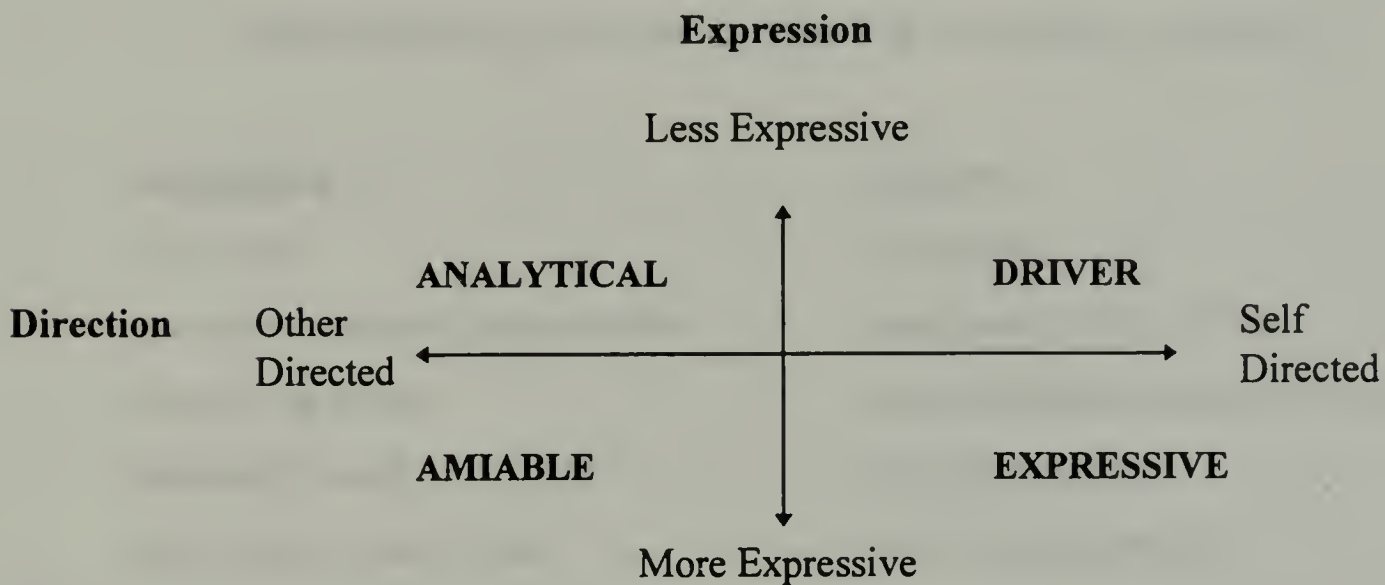 Expression
Less Expressive
ANALYTICAL DRIVER
Direction Other Directed Self Directed
AMIABLE EXPRESSIVE
More Expressive